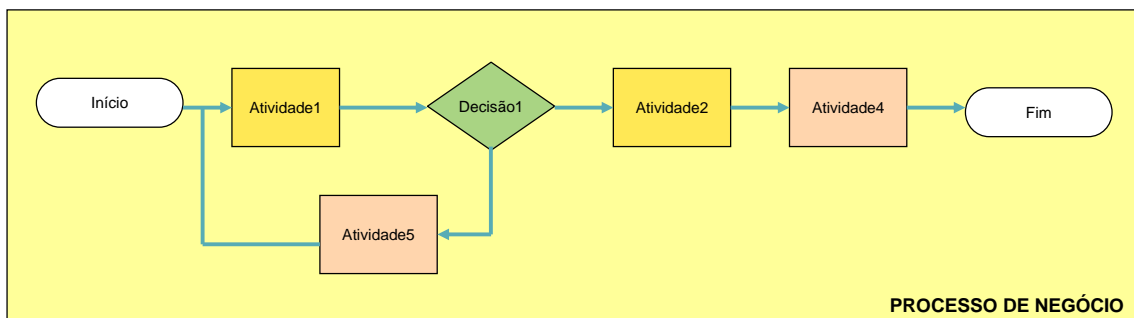 Início
Atividade1
Decisão1
Atividade2
Atividade4
Fim
Atividade5
PROCESSO DE NEGÓCIO